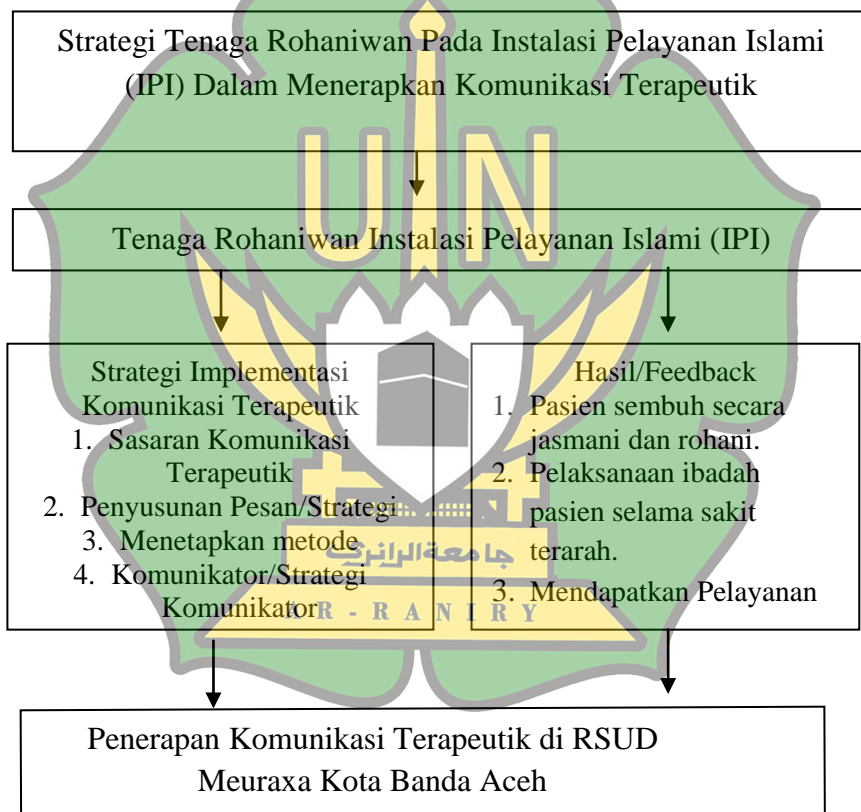 Strategi Tenaga Rohaniwan Pada Instalasi Pelayanan Islami
(IPI) Dalam Menerapkan Komunikasi Terapeutik
UIN
Tenaga Rohaniwan Instalasi Pelayanan Islami (IPI)
Strategi Implementasi
Komunikasi Terapeutik
1. Sasaran Komunikasi
Terapeutik
2. Penyusunan Pesan/Strategi
3. Menetapkan metode
4. Komunikator/Strategi
Komunikator
Hasil/Feedback
1. Pasien sembuh secara
jasmani dan rohani.
2. Pelaksanaan ibadah
pasien selama sakit
terarah.
3. Mendapatkan Pelayanan
جامعة الرانري
AR-RANIRY
Penerapan Komunikasi Terapeutik di RSUD
Meuraxa Kota Banda Aceh